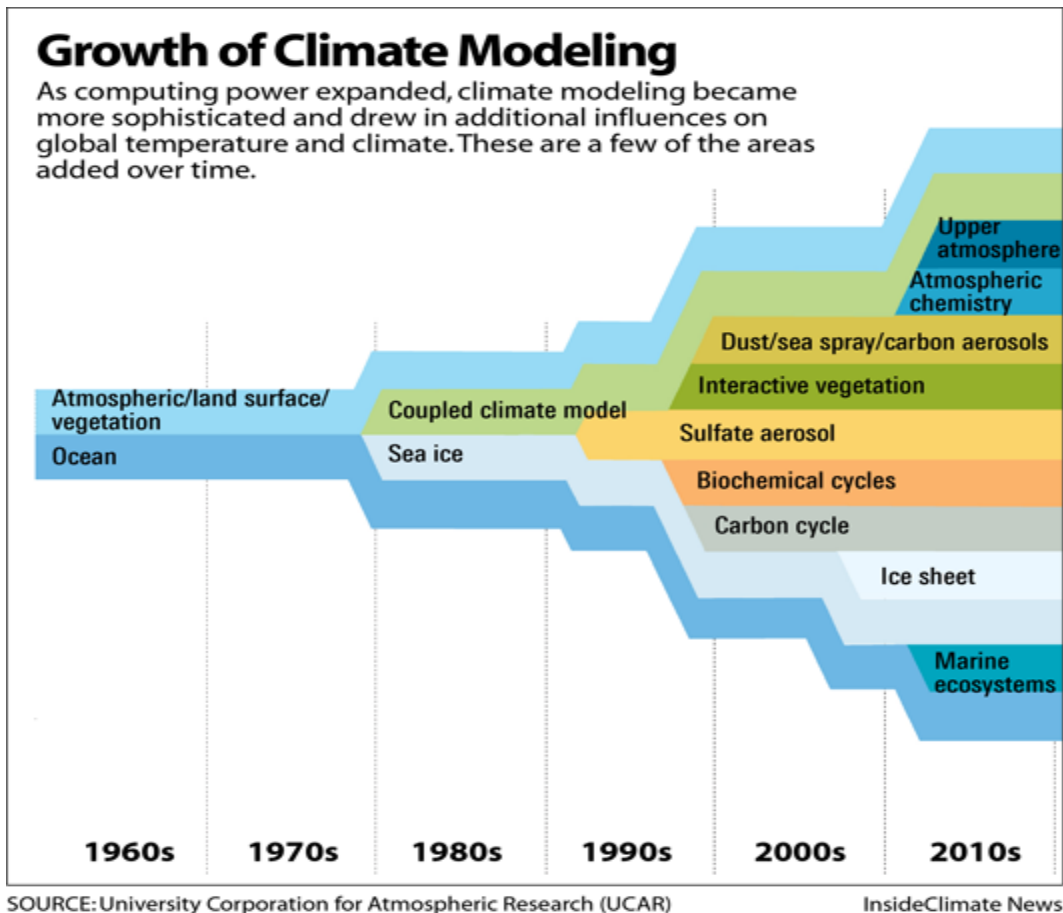 Growth of Climate Modeling
As computing power expanded, climate modeling became
more sophisticated and drew in additional influences on
global temperature and climate. These are a few of the areas
added over time.
Upper
atmosphere
Atmospheric
chemistry
Dust/sea spray/carbon aerosols
Interactive vegetation
Atmospheric/land surface/
vegetation
Coupled climate model
Sulfate aerosol
Ocean
Sea ice
Biochemical cycles
Carbon cycle
Ice sheet
Marine
ecosystems
1960s 1970s 1980s 1990s 2000s 2010s
SOURCE: University Corporation for Atmospheric Research (UCAR) InsideClimate News